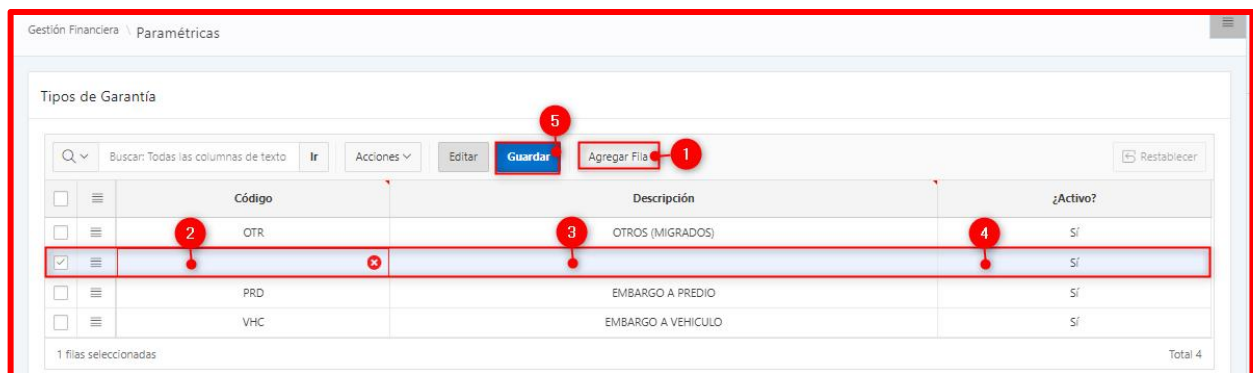 Gestión Financiera \ Paramétricas
Tipos de Garantía
5
Buscar: Todas las columnas de texto Ir Acciones Editar Guardar Agregar Fila 1 Restablecer
Código Descripción ¿Activo?
OTR OTROS (MIGRADOS) Sí
2 3 4
Sí
PRD EMBARGO A PREDIO Sí
VHC EMBARGO A VEHICULO Sí
1 filas seleccionadas Total 4